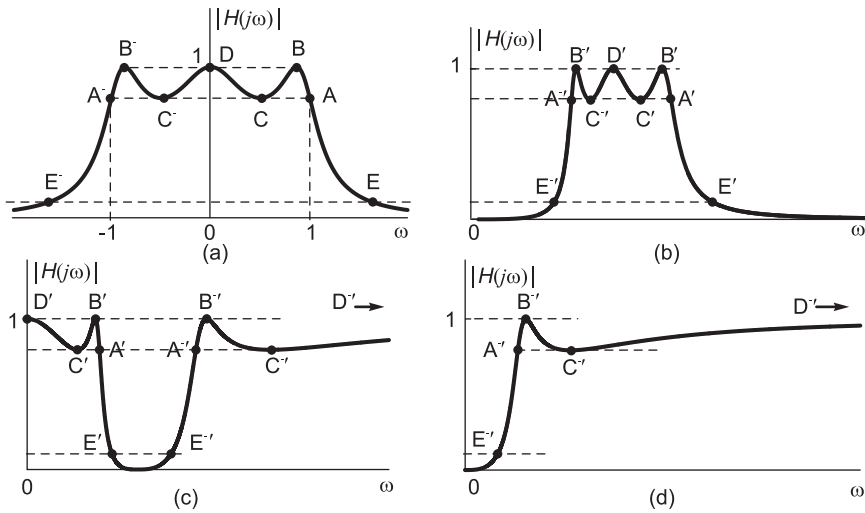 |H(jω)|
B-
1
D
B
A-
A
C-
C
E-
E
-1
0
1
ω
(a)
|H(jω)|
B-′
D′
B′
1
A-′
A′
C-′
C′
E-′
E′
0
ω
(b)
|H(jω)|
D′
B′
B-′
D-′
1
A′
A-′
C′
C-′
E′
E-′
0
ω
(c)
|H(jω)|
B-′
D-′
1
A-′
C-′
E-′
0
ω
(d)